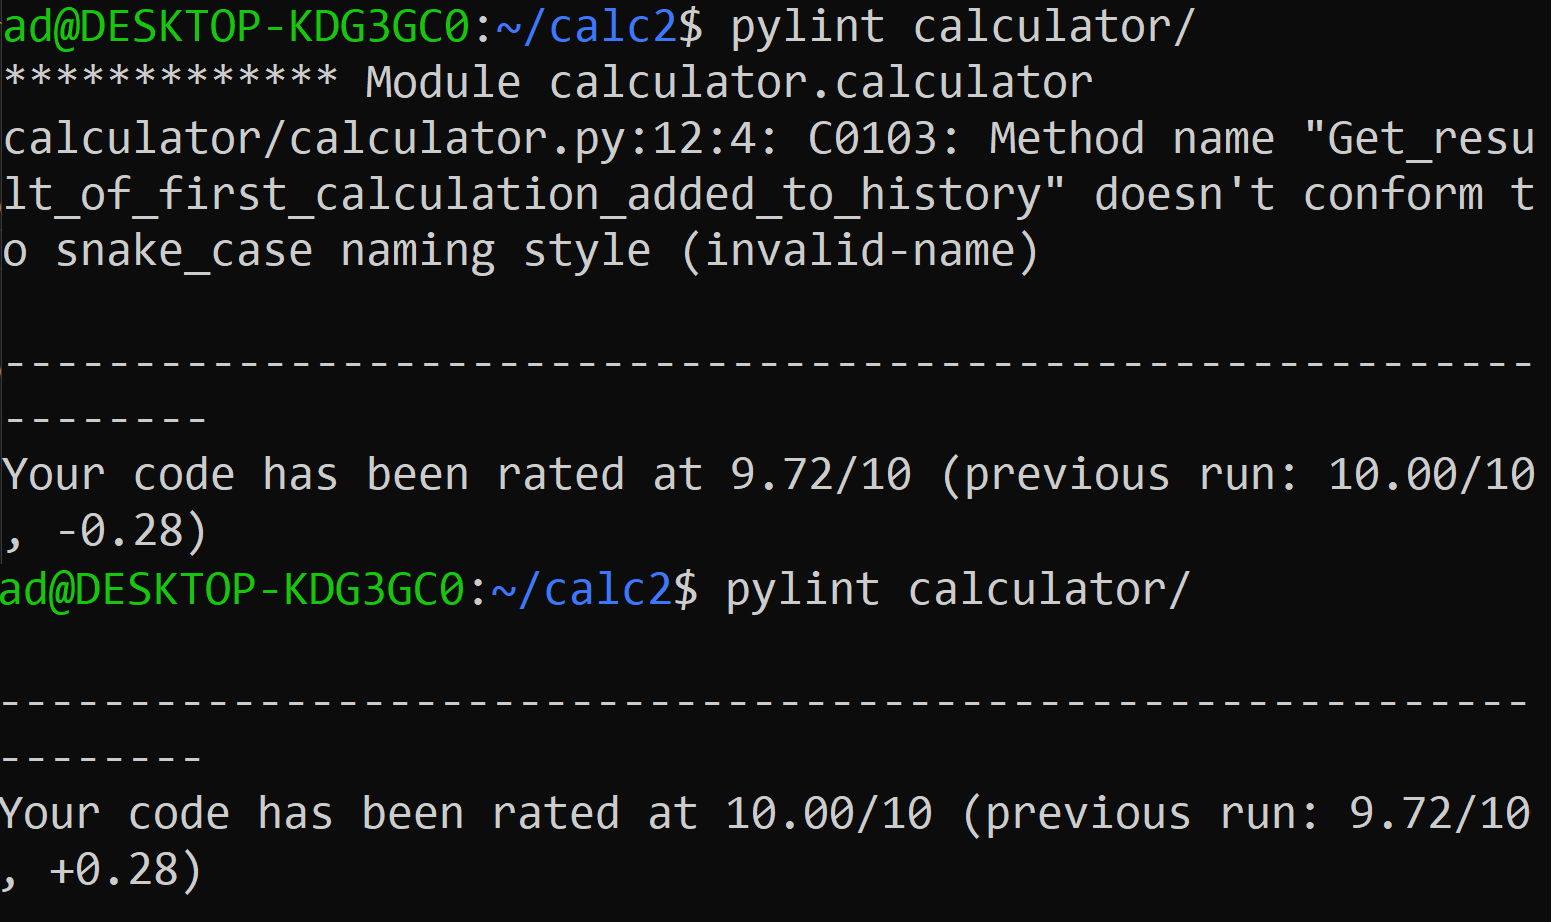 ad@DESKTOP-KDG3GC0:~/calc2$ pylint calculator/
************* Module calculator.calculator
calculator/calculator.py:12:4: C0103: Method name "Get_resu
lt_of_first_calculation_added_to_history" doesn't conform t
o snake_case naming style (invalid-name)

-----------------------------------------------------------
--------
Your code has been rated at 9.72/10 (previous run: 10.00/10
, -0.28)
ad@DESKTOP-KDG3GC0:~/calc2$ pylint calculator/

-----------------------------------------------------------
--------
Your code has been rated at 10.00/10 (previous run: 9.72/10
, +0.28)